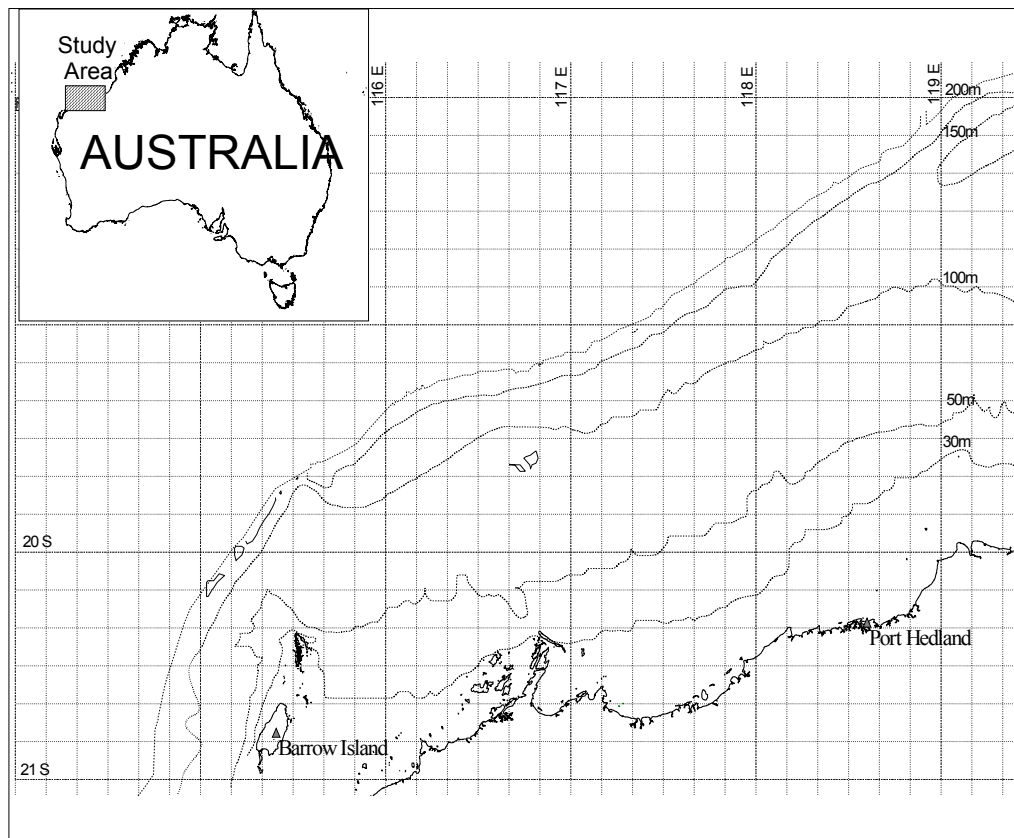 Study
Area
AUSTRALIA
116 E
117 E
118 E
119 E
200m
150m
100m
50m
30m
20 S
Port Hedland
Barrow Island
21 S